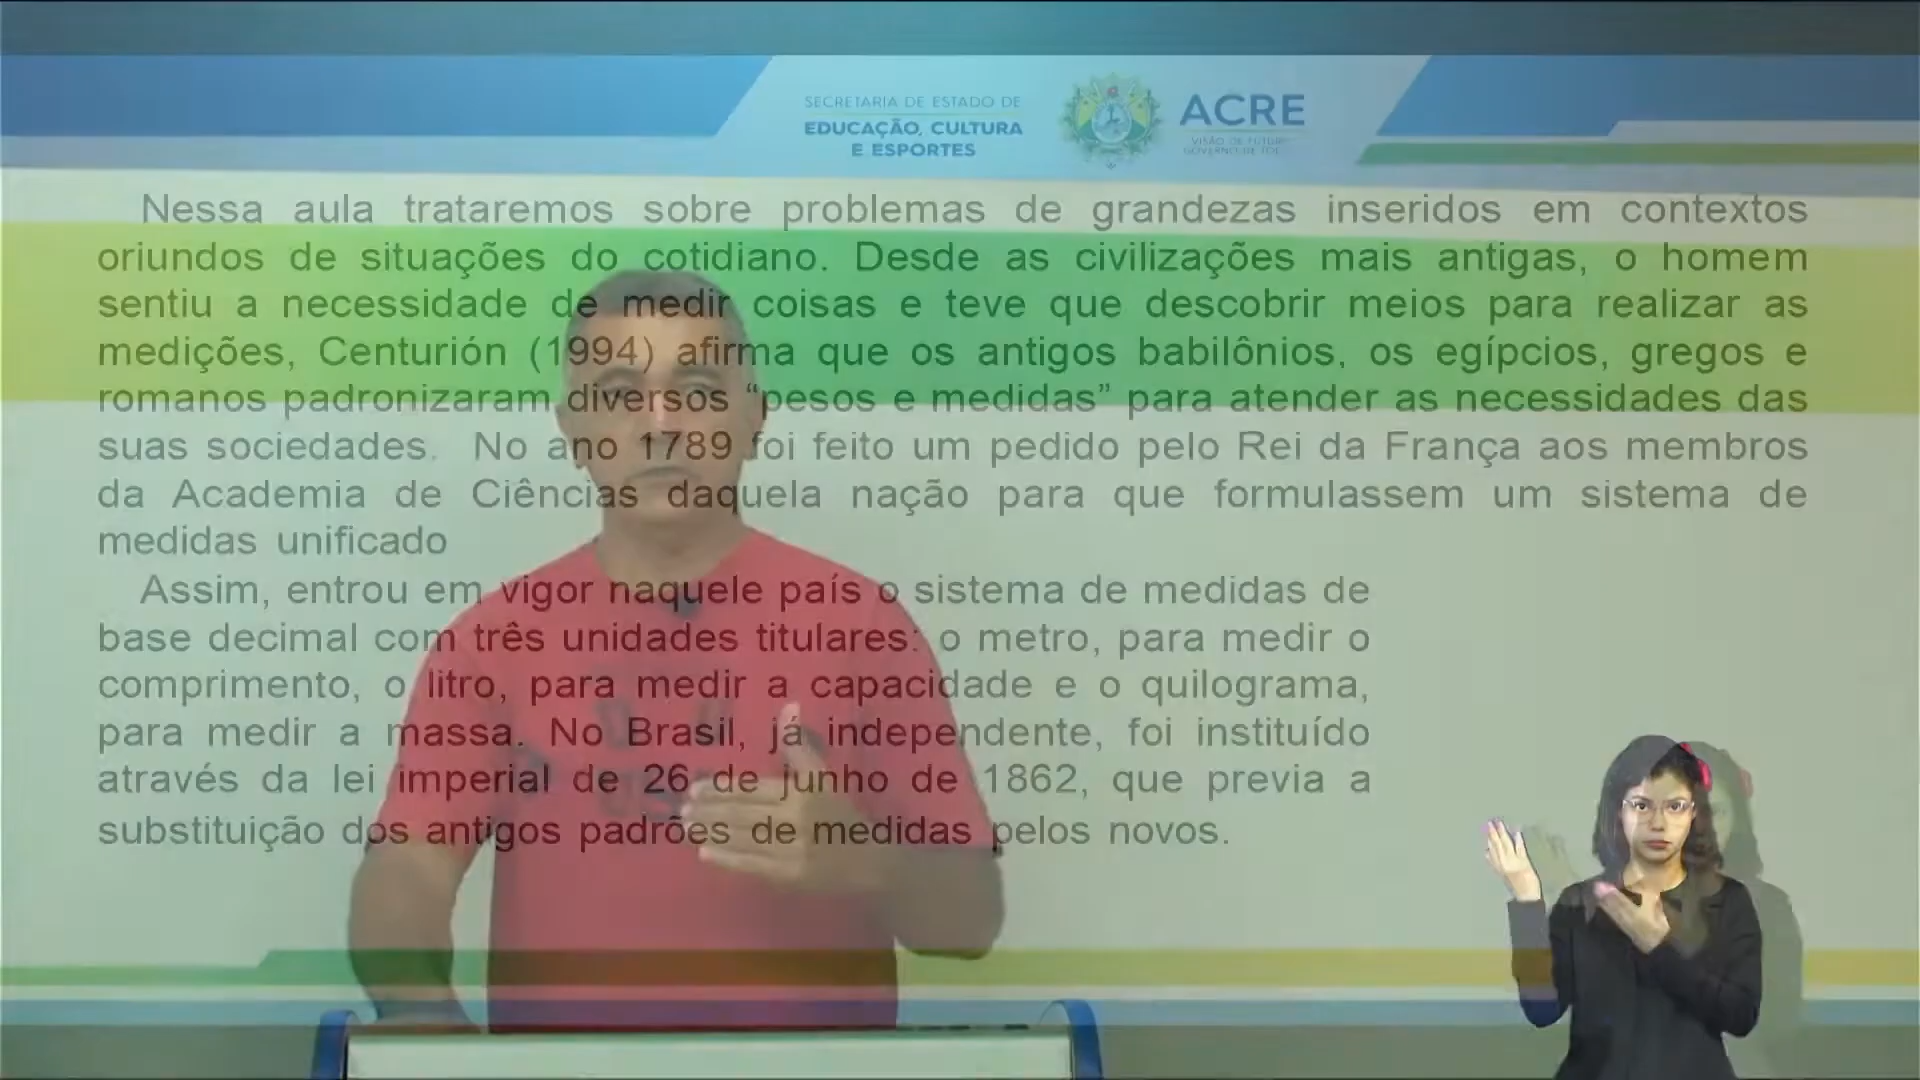 SECRETARIA DE ESTADO DE
EDUCAÇÃO, CULTURA
E ESPORTES
ACRE
VISÃO DE FUTURO
GOVERNO DE
Nessa aula trataremos sobre problemas de grandezas inseridos em contextos
oriundos de situações do cotidiano. Desde as civilizações mais antigas, o homem
sentiu a necessidade de medir coisas e teve que descobrir meios para realizar as
medições, Centurión (1994) afirma que os antigos babilônios, os egípcios, gregos e
romanos padronizaram diversos “pesos e medidas” para atender as necessidades das
suas sociedades. No ano 1789 foi feito um pedido pelo Rei da França aos membros
da Academia de Ciências daquela nação para que formulassem um sistema de
medidas unificado
Assim, entrou em vigor naquele país o sistema de medidas de
base decimal com três unidades titulares: o metro, para medir o
comprimento, o litro, para medir a capacidade e o quilograma,
para medir a massa. No Brasil, já independente, foi instituído
através da lei imperial de 26 de junho de 1862, que previa a
substituição dos antigos padrões de medidas pelos novos.